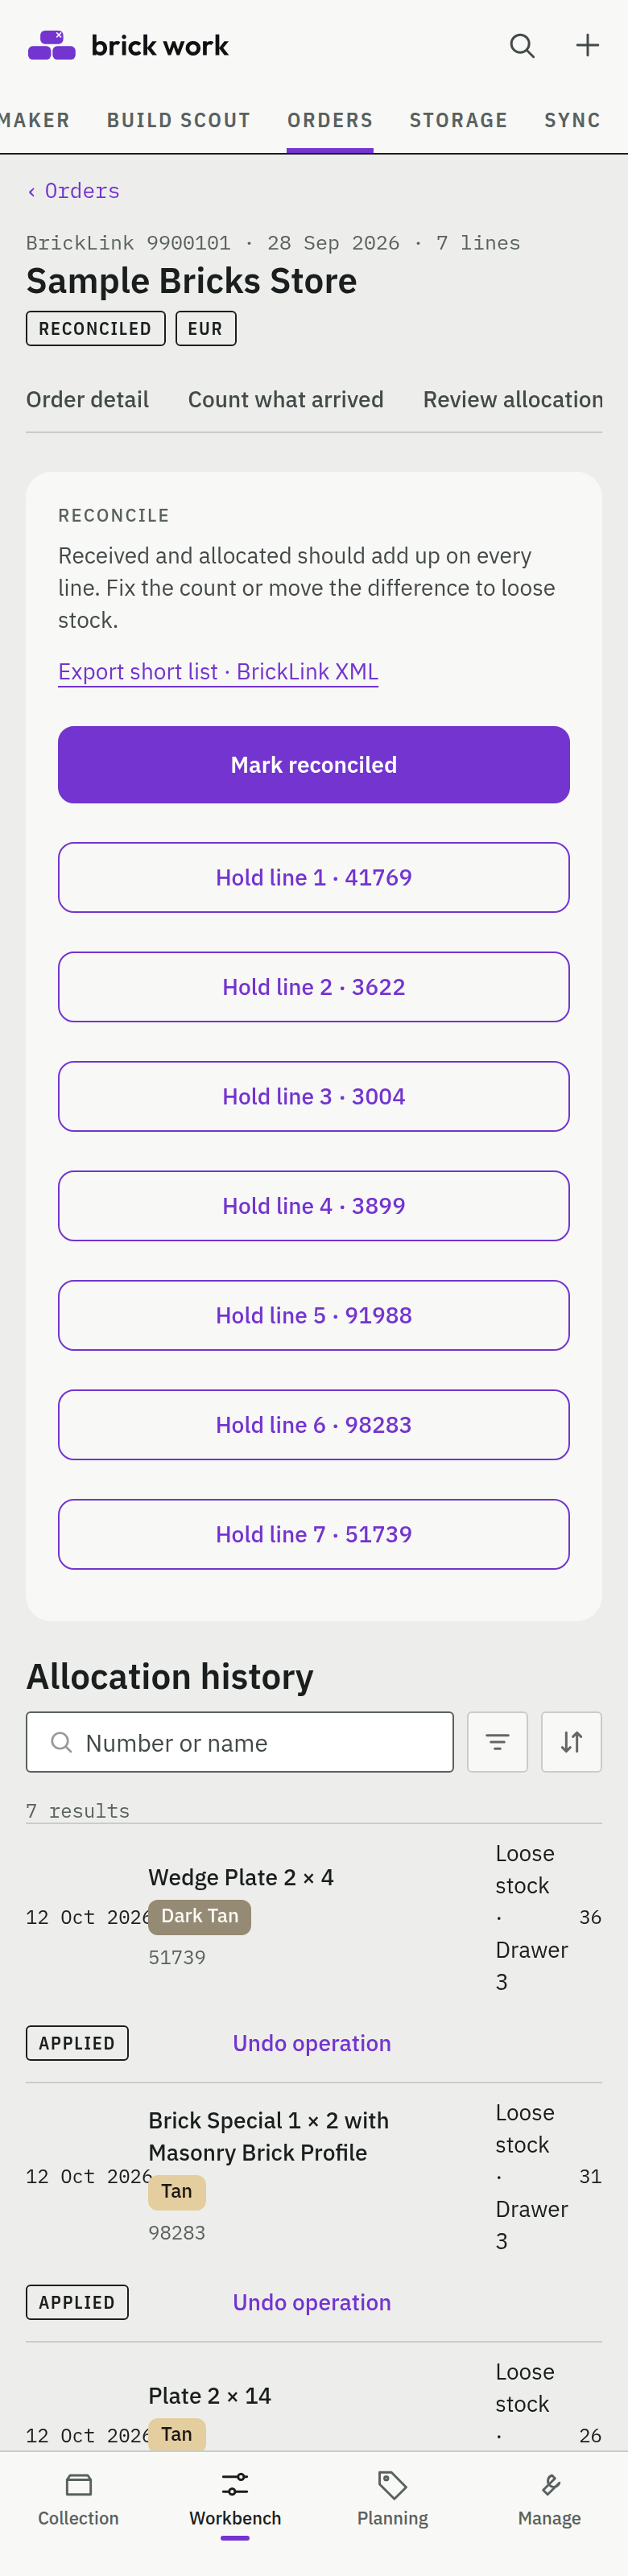 brick work
MAKER BUILD SCOUT ORDERS STORAGE SYNC
‹ Orders
BrickLink 9900101 · 28 Sep 2026 · 7 lines
Sample Bricks Store
RECONCILED EUR
Order detail Count what arrived Review allocation
RECONCILE
Received and allocated should add up on every
line. Fix the count or move the difference to loose
stock.
Export short list · BrickLink XML
Mark reconciled
Hold line 1 · 41769
Hold line 2 · 3622
Hold line 3 · 3004
Hold line 4 · 3899
Hold line 5 · 91988
Hold line 6 · 98283
Hold line 7 · 51739
Allocation history
Number or name
7 results
12 Oct 2026
Wedge Plate 2 × 4
Dark Tan
51739
Loose
stock
·
Drawer
3
36
APPLIED Undo operation
12 Oct 2026
Brick Special 1 × 2 with
Masonry Brick Profile
Tan
98283
Loose
stock
·
Drawer
3
31
APPLIED Undo operation
12 Oct 2026
Plate 2 × 14
Tan
Loose
stock
·
26
Collection Workbench Planning Manage